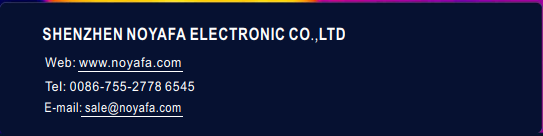 SHENZHEN NOYAFA ELECTRONIC CO.,LTD
Web: www.noyafa.com
Tel: 0086-755-2778 6545
E-mail: sale@noyafa.com